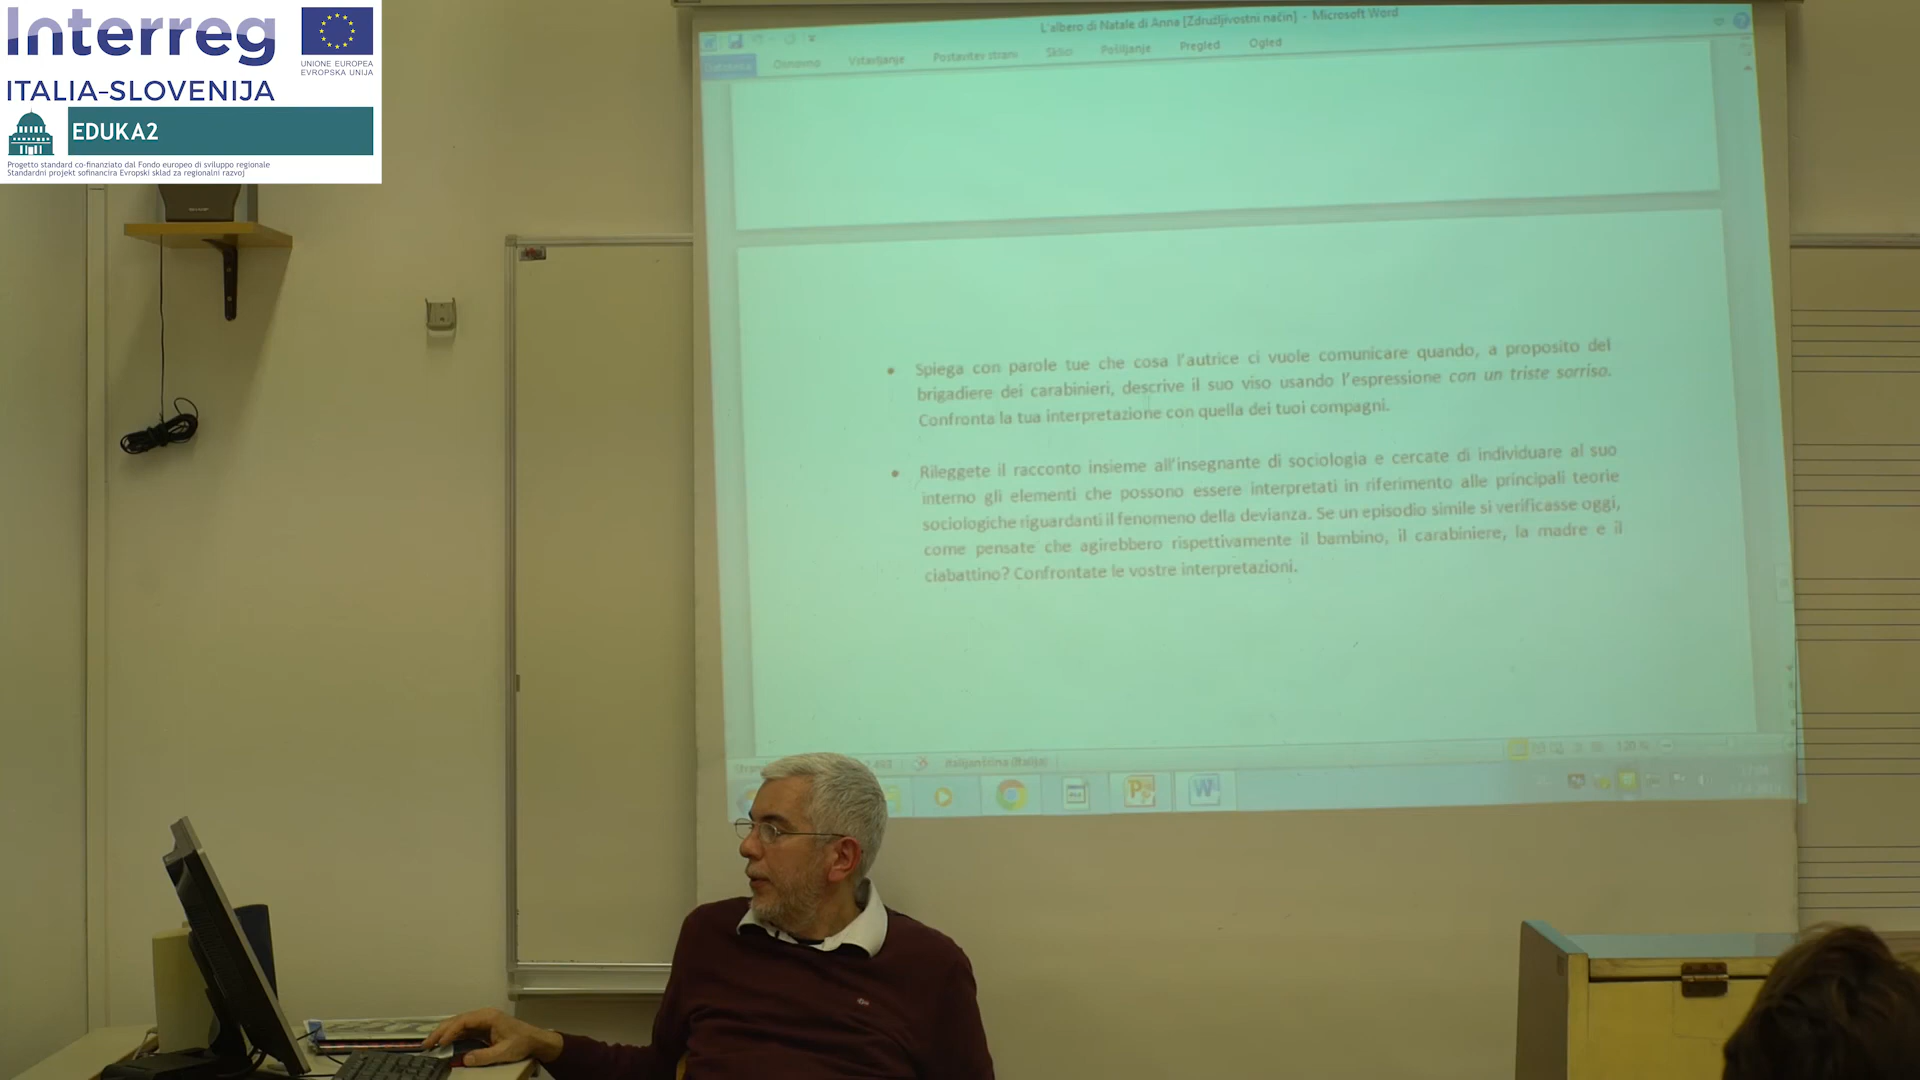 Interreg
UNIONE EUROPEA
EVROPSKA UNIJA
ITALIA-SLOVENIJA
EDUKA2
Progetto standard co-finanziato dal Fondo europeo di sviluppo regionale
Standardni projekt sofinancira Evropski sklad za regionalni razvoj
L'albero di Natale di Anna [Združljivostni način] - Microsoft Word
Osnovno Vstavljanje Postavitev strani Sklici Pošiljanje Pregled Ogled
• Spiega con parole tue che cosa l'autrice ci vuole comunicare quando, a proposito del
brigadiere dei carabinieri, descrive il suo viso usando l'espressione con un triste sorriso.
Confronta la tua interpretazione con quella dei tuoi compagni.
• Rileggete il racconto insieme all'insegnante di sociologia e cercate di individuare al suo
interno gli elementi che possono essere interpretati in riferimento alle principali teorie
sociologiche riguardanti il fenomeno della devianza. Se un episodio simile si verificasse oggi,
come pensate che agirebbero rispettivamente il bambino, il carabiniere, la madre e il
ciabattino? Confrontate le vostre interpretazioni.
italijanščina (Italija)
120 %